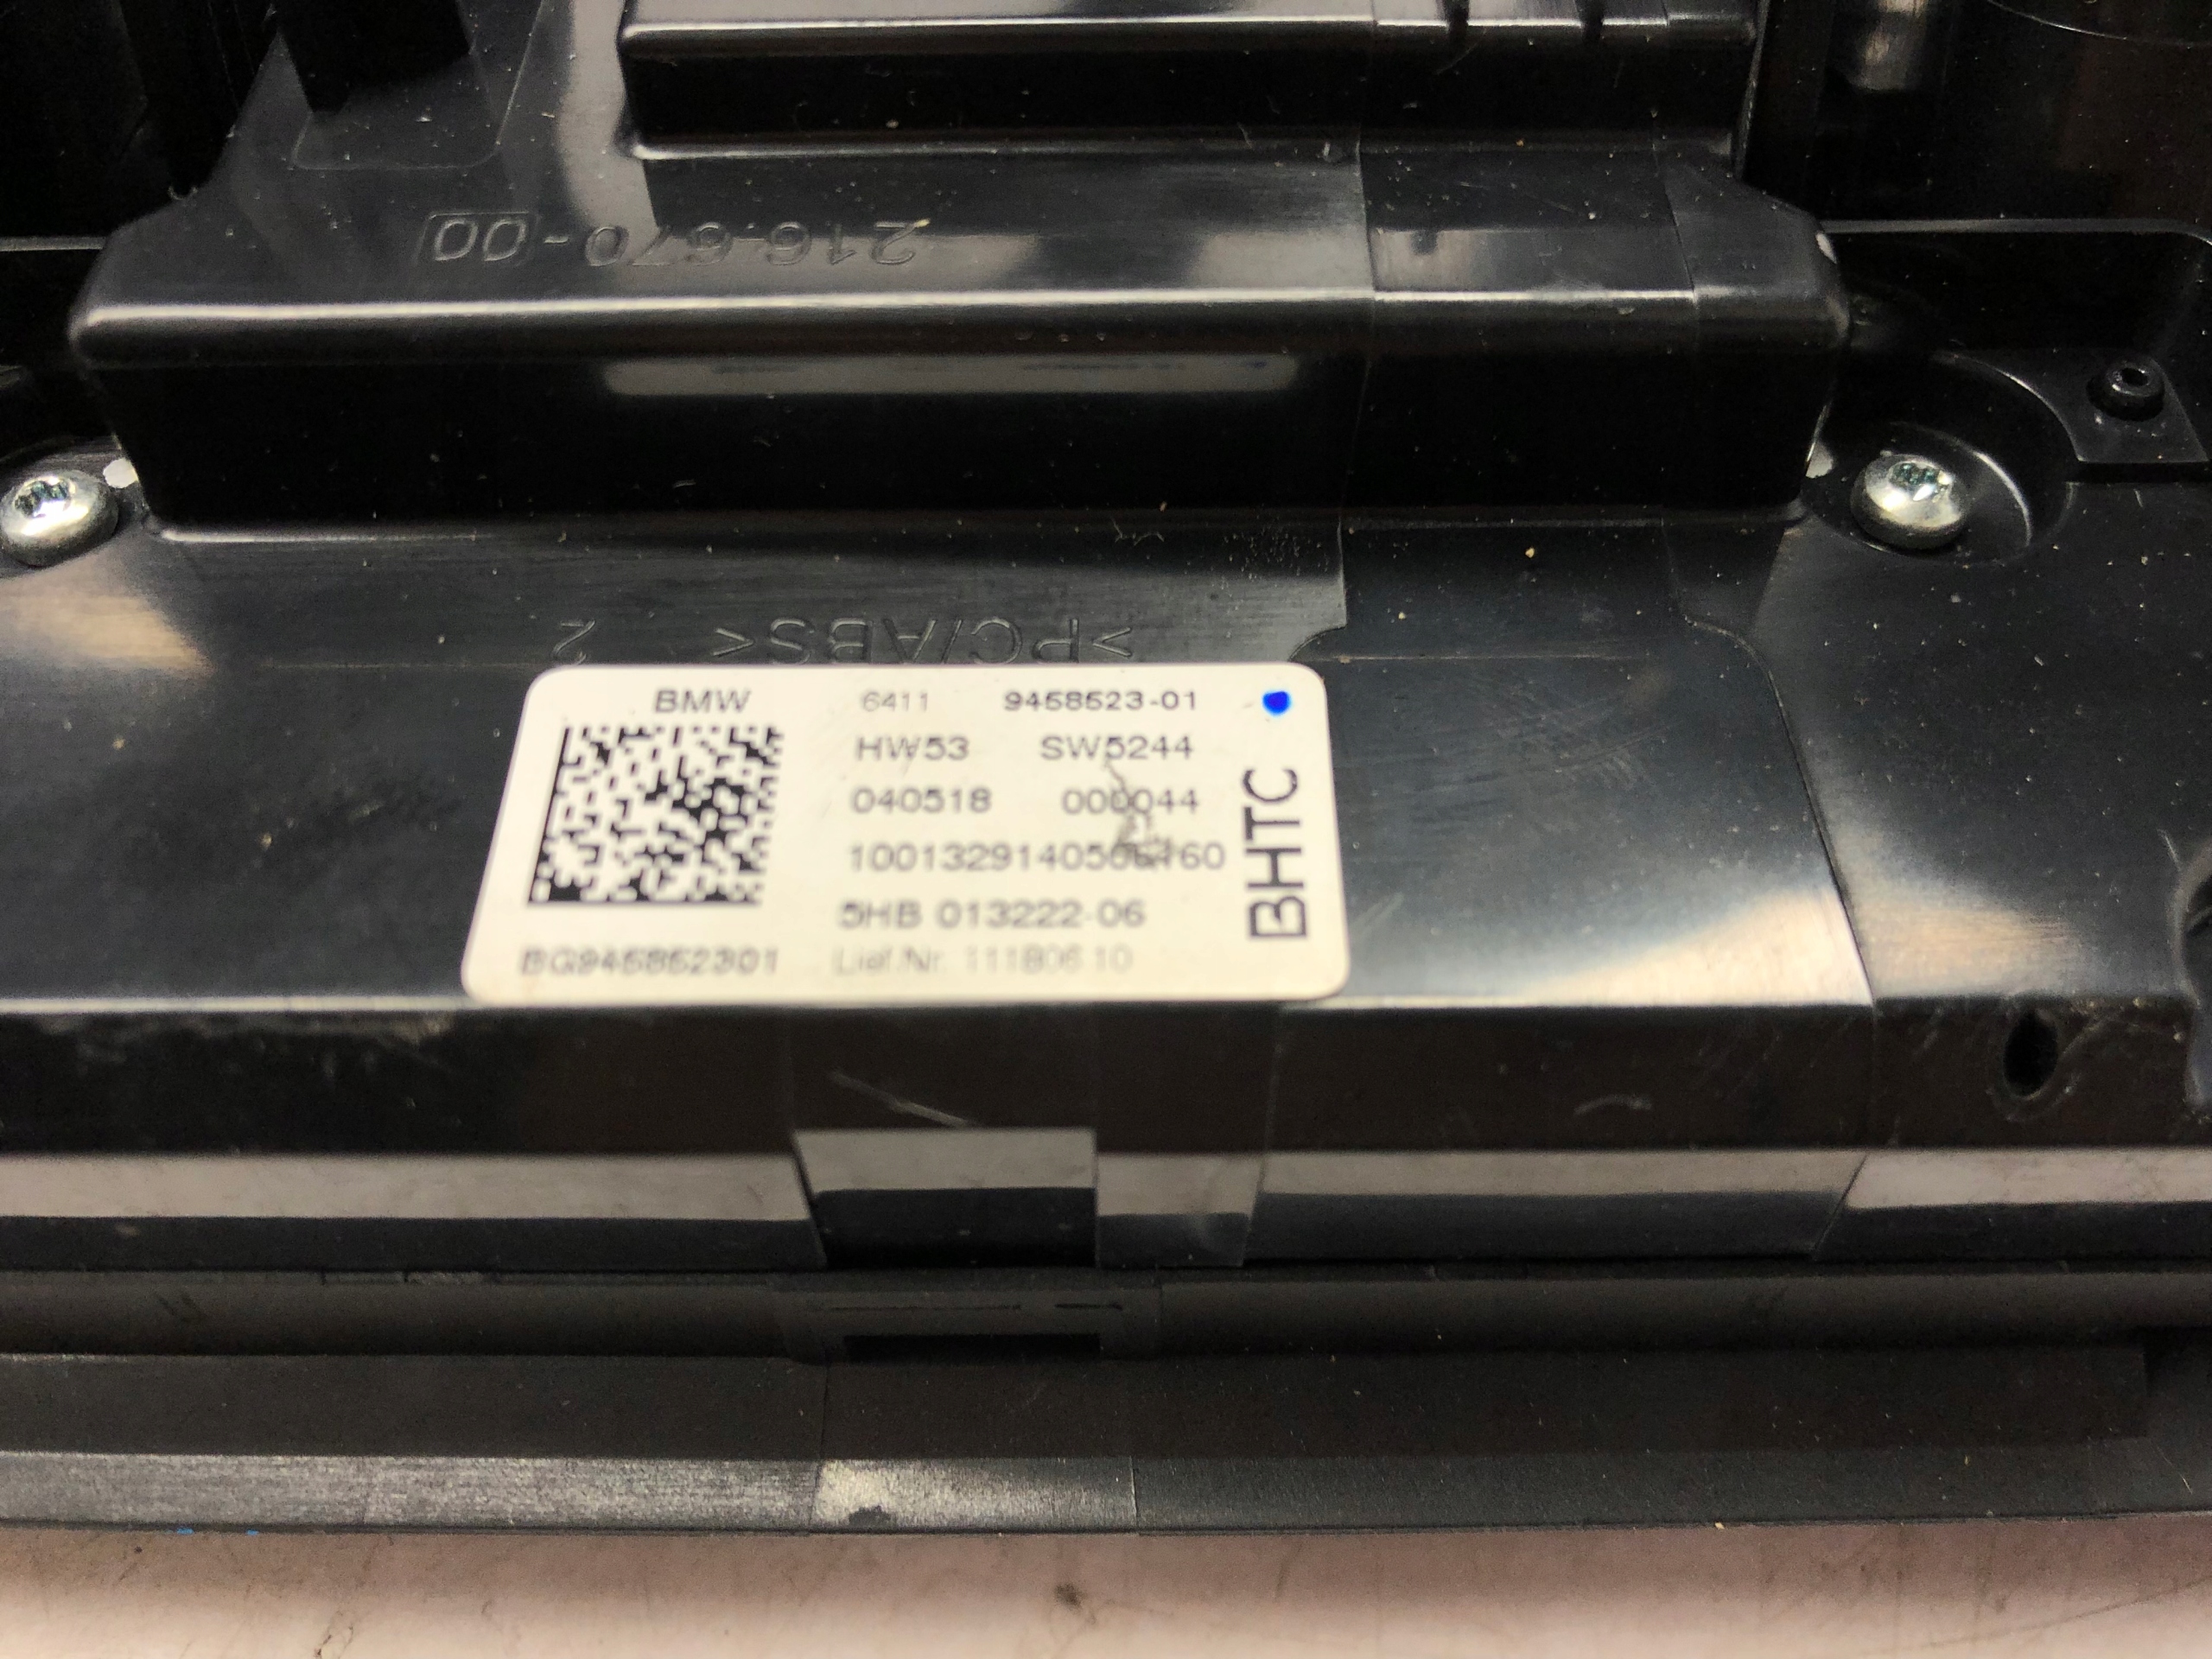 216.670-00
>PC/ABS< 2
BMW 6411 9458523-01
HW53 SW5244
040518 000044
5HB 013222-06
BG945852301 Lief.Nr. 111806 10
BHTC